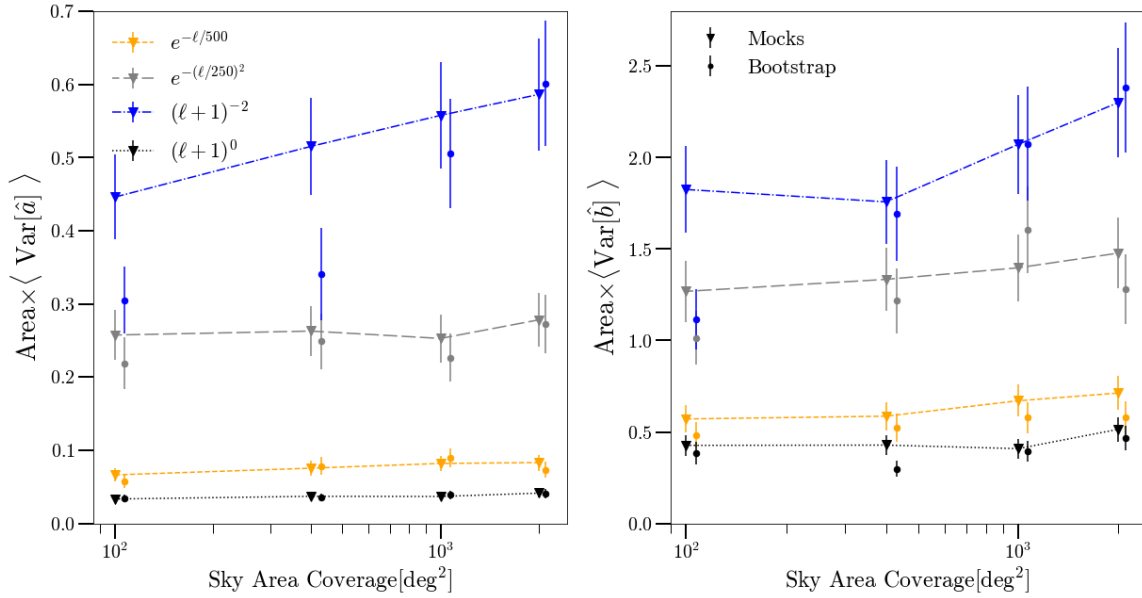 0.7
0.6
0.5
0.4
0.3
0.2
0.1
0.0
Area×⟨ Var[â] ⟩
e^{-ℓ/500}
e^{-(ℓ/250)^2}
(ℓ+1)^{-2}
(ℓ+1)^0
10^2
10^3
Sky Area Coverage[deg^2]
2.5
2.0
1.5
1.0
0.5
0.0
Area×⟨Var[b̂] ⟩
Mocks
Bootstrap
10^2
10^3
Sky Area Coverage[deg^2]